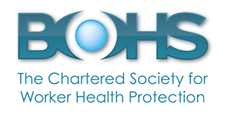 BOHS
The Chartered Society for
Worker Health Protection